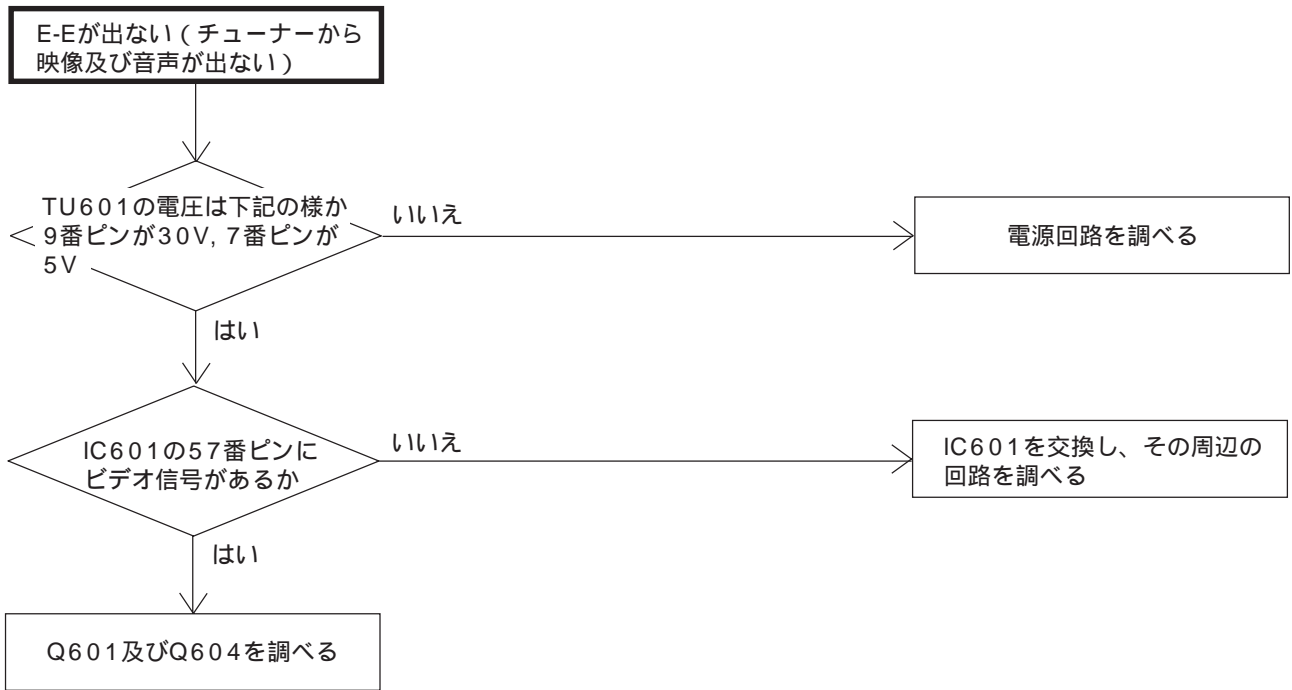 E-Eが出ない(チューナーから
映像及び音声が出ない)
TU601の電圧は下記の様か
9番ピンが30V, 7番ピンが
5V
いいえ
電源回路を調べる
はい
IC601の57番ピンに
ビデオ信号があるか
いいえ
IC601を交換し、その周辺の
回路を調べる
はい
Q601及びQ604を調べる